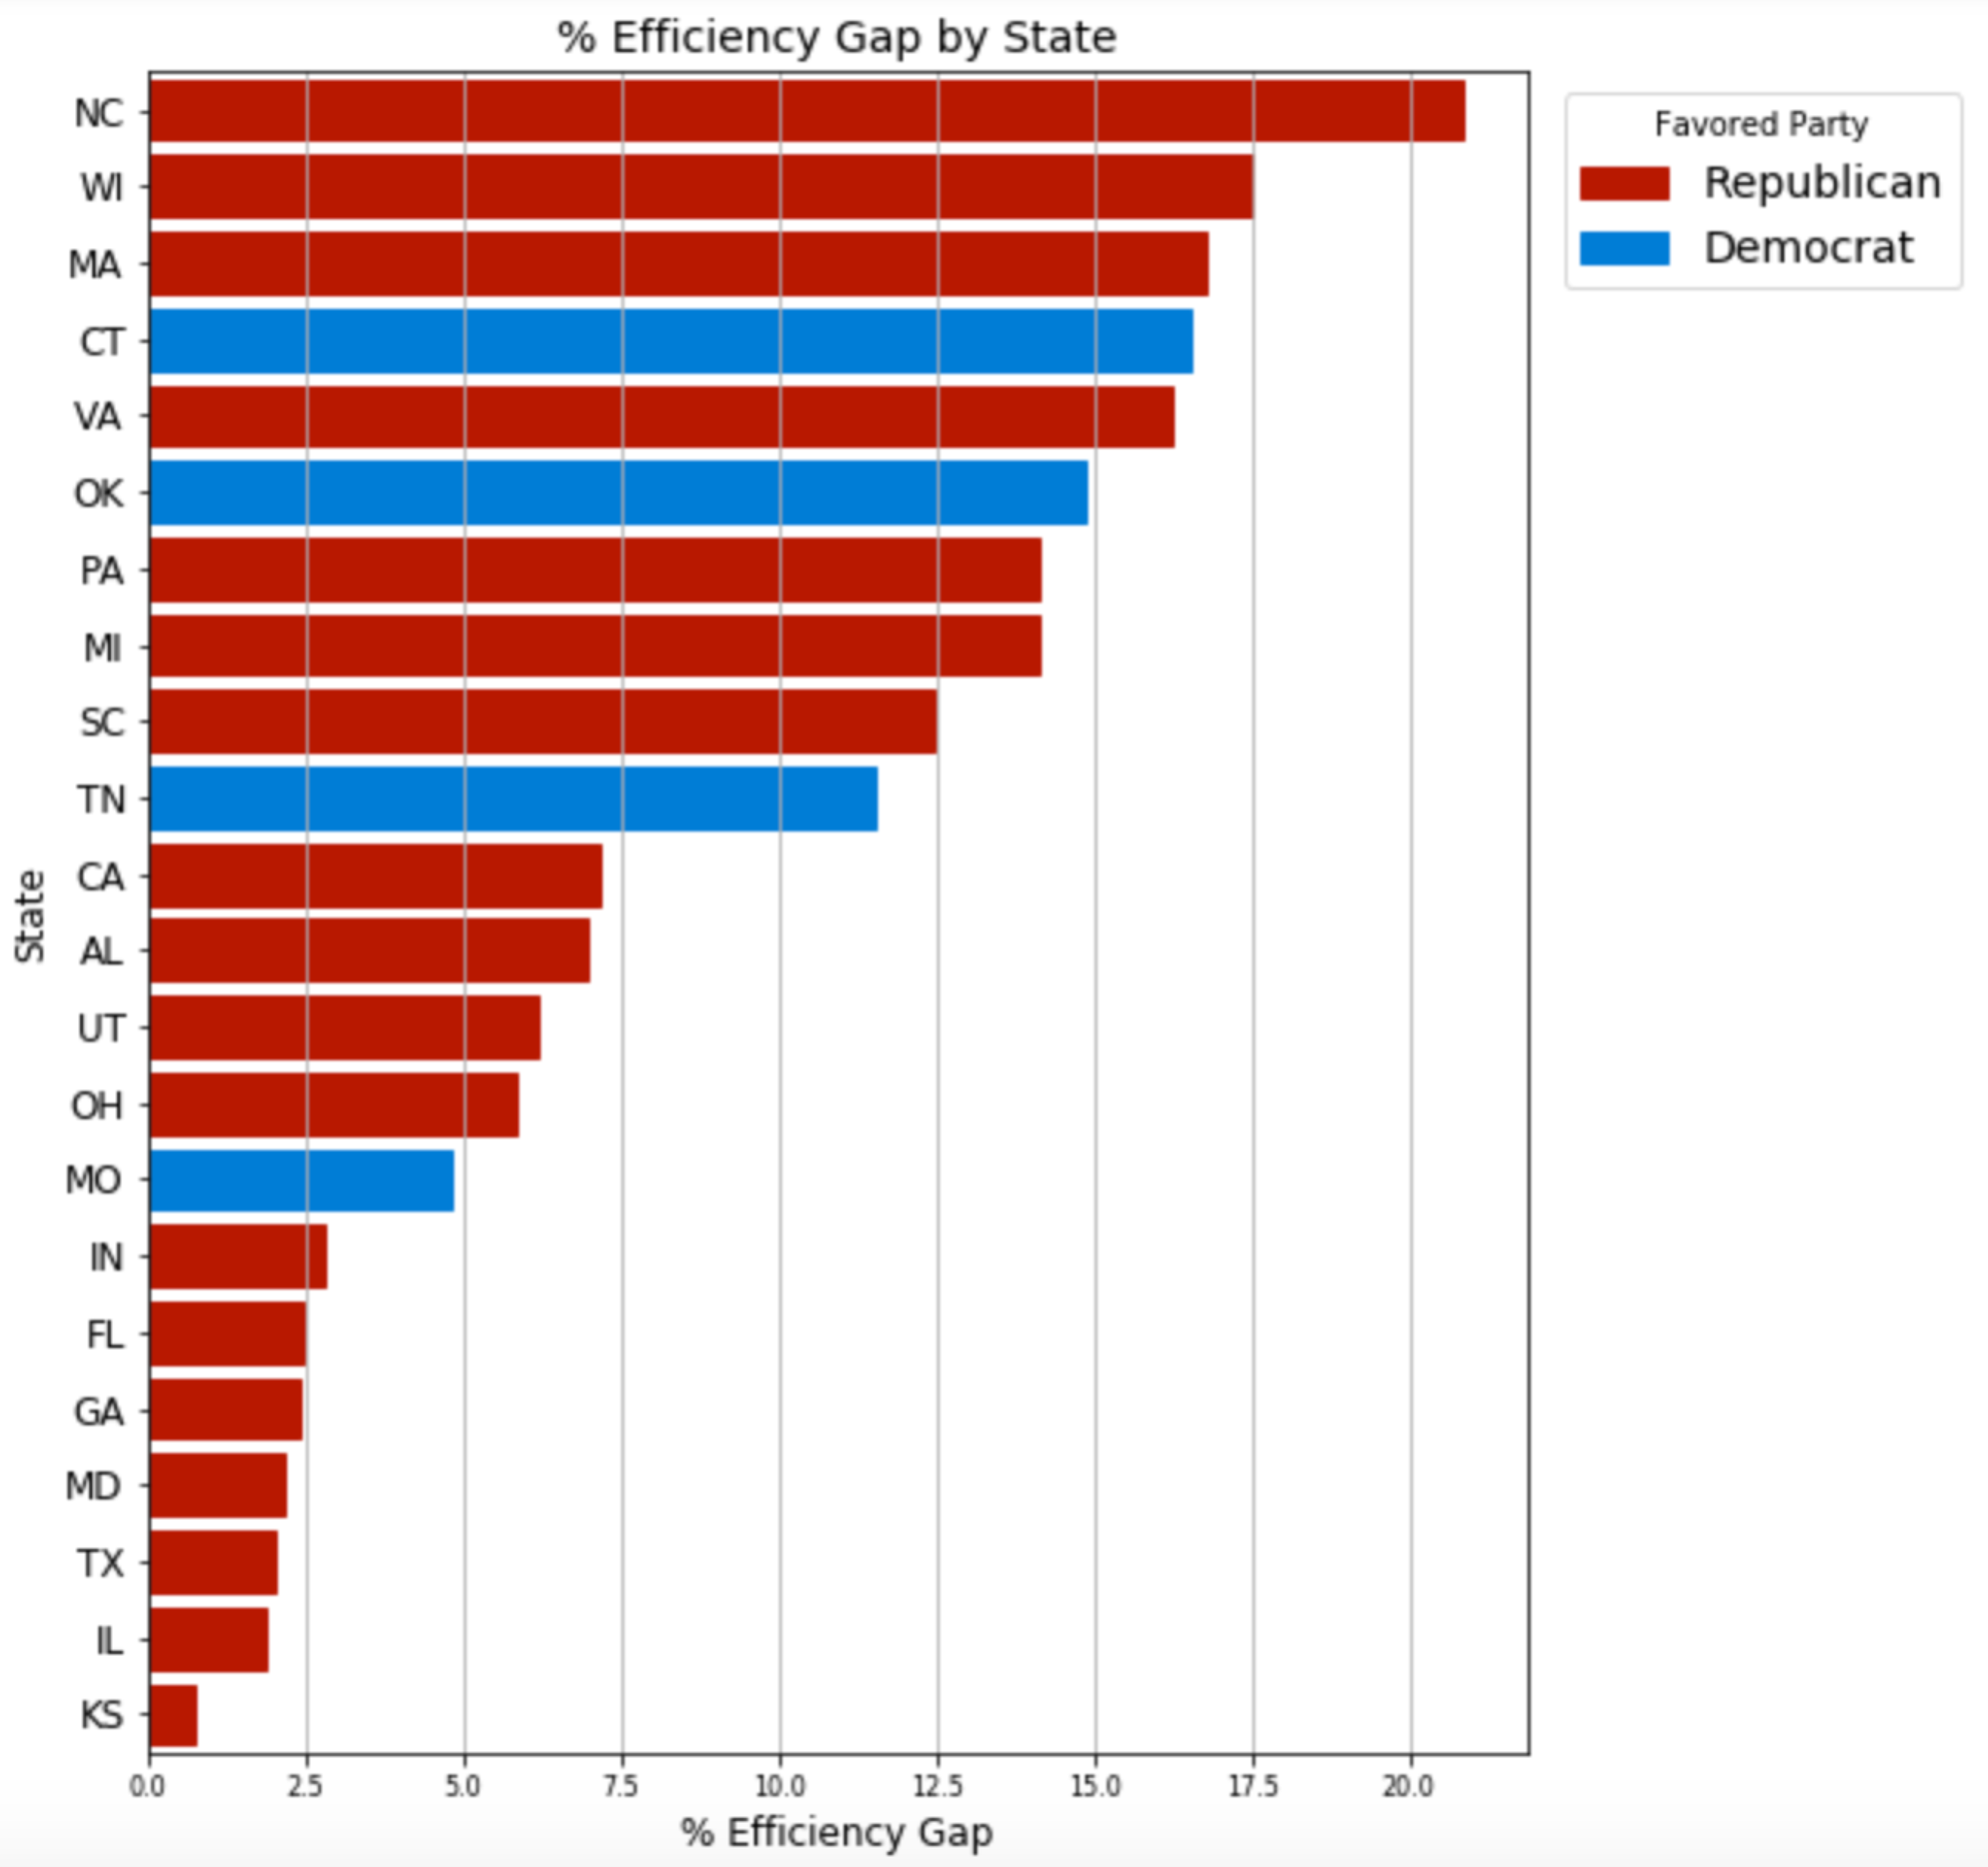 % Efficiency Gap by State
NC
WI
MA
CT
VA
OK
PA
MI
SC
TN
CA
AL
UT
OH
MO
IN
FL
GA
MD
TX
IL
KS
State
0.0 2.5 5.0 7.5 10.0 12.5 15.0 17.5 20.0
% Efficiency Gap
Favored Party
Republican
Democrat